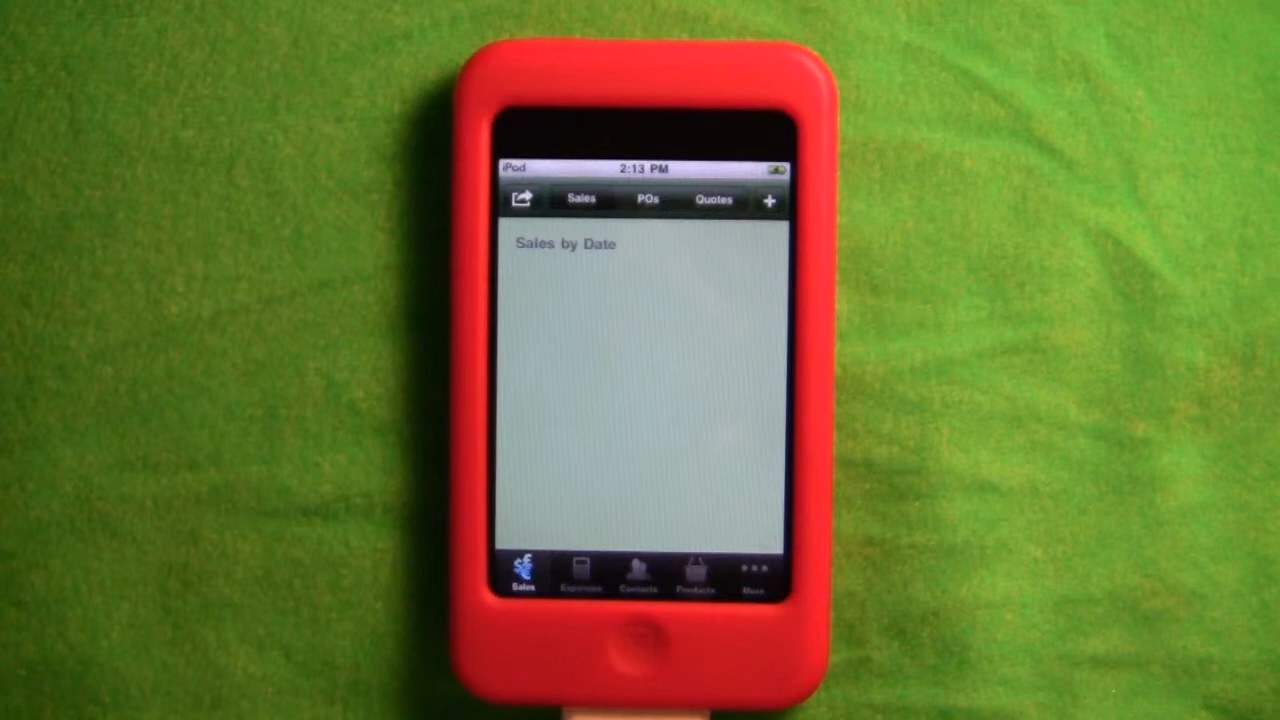 iPod 2:13 PM
Sales POs Quotes +
Sales by Date
Sales Expenses Contacts Products More